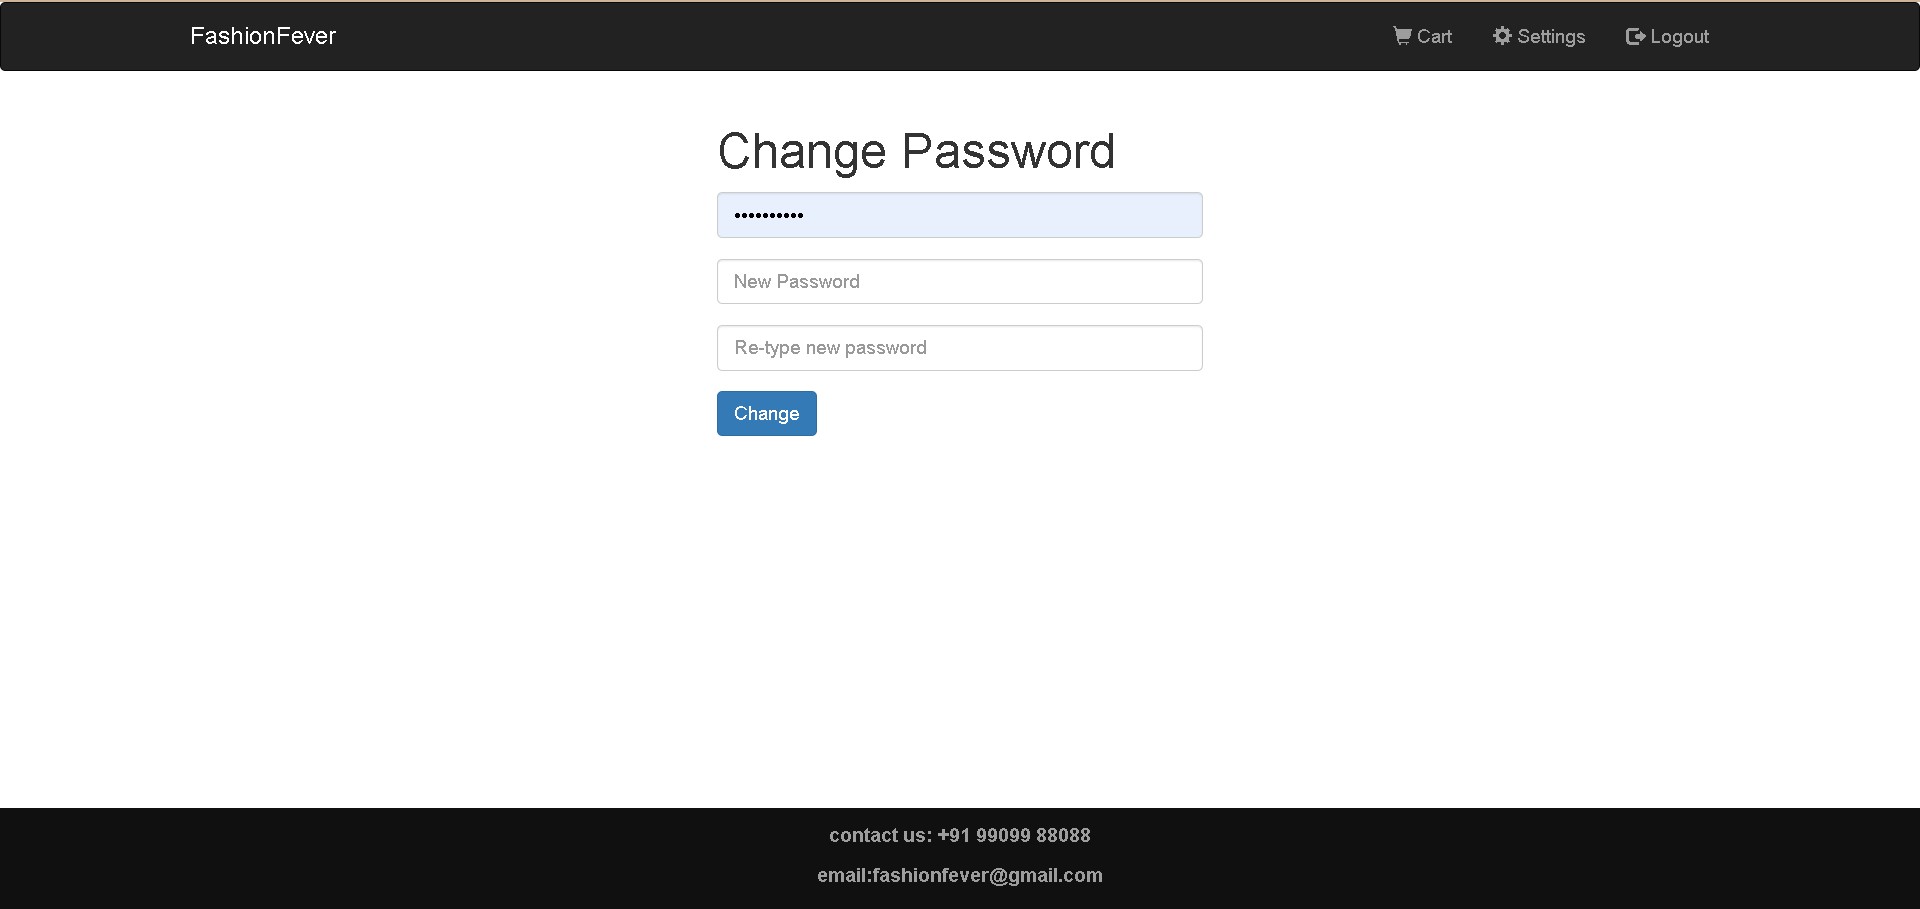 FashionFever
Cart
Settings
Logout
Change Password
••••••••••
New Password
Re-type new password
Change
contact us: +91 99099 88088
email:fashionfever@gmail.com